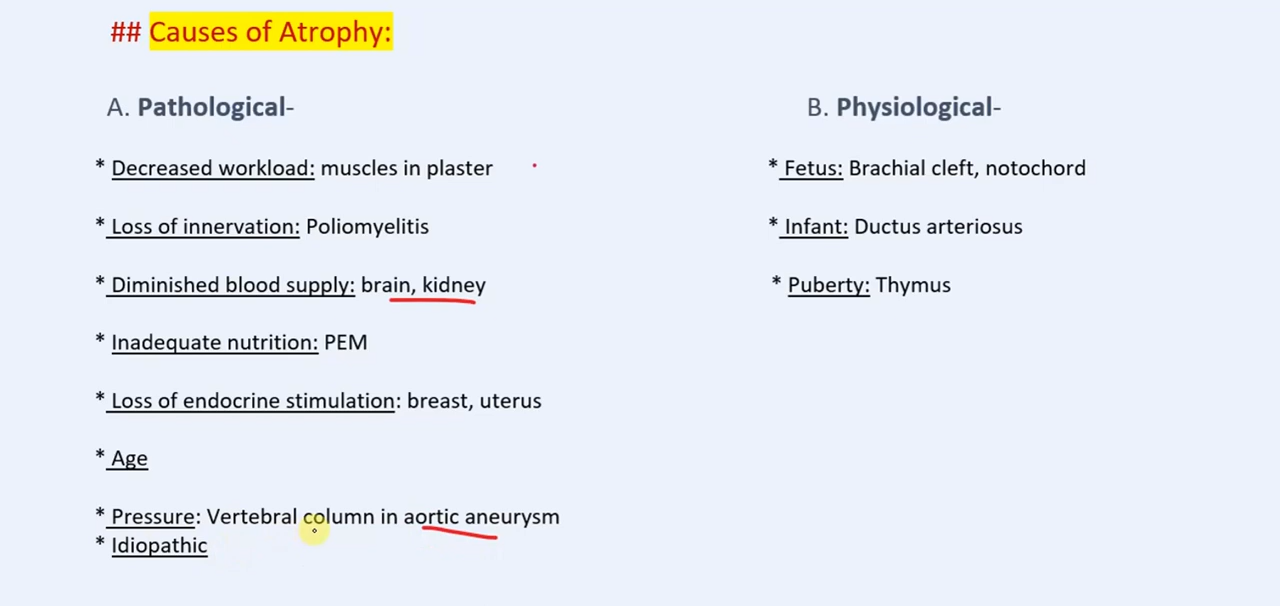 ## Causes of Atrophy:
A. Pathological-
* Decreased workload: muscles in plaster
* Loss of innervation: Poliomyelitis
* Diminished blood supply: brain, kidney
* Inadequate nutrition: PEM
* Loss of endocrine stimulation: breast, uterus
* Age
* Pressure: Vertebral column in aortic aneurysm
* Idiopathic
B. Physiological-
* Fetus: Brachial cleft, notochord
* Infant: Ductus arteriosus
* Puberty: Thymus